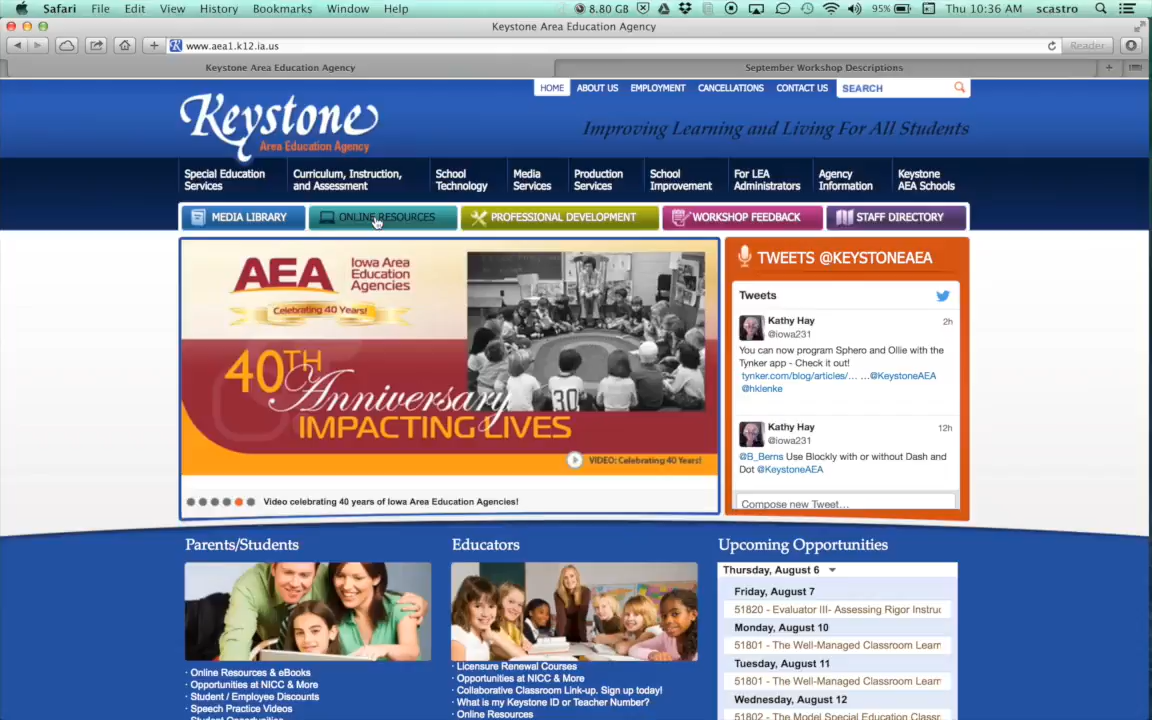 Safari File Edit View History Bookmarks Window Help 8.80 GB 95% Thu 10:36 AM scastro
Keystone Area Education Agency
www.aea1.k12.ia.us Reader
Keystone Area Education Agency September Workshop Descriptions
HOME ABOUT US EMPLOYMENT CANCELLATIONS CONTACT US SEARCH
Keystone
Area Education Agency
Improving Learning and Living For All Students
Special Education Services
Curriculum, Instruction, and Assessment
School Technology
Media Services
Production Services
School Improvement
For LEA Administrators
Agency Information
Keystone AEA Schools
MEDIA LIBRARY ONLINE RESOURCES PROFESSIONAL DEVELOPMENT WORKSHOP FEEDBACK STAFF DIRECTORY
AEA Iowa Area Education Agencies
Celebrating 40 Years!
40TH
Anniversary
IMPACTING LIVES
VIDEO: Celebrating 40 Years!
Video celebrating 40 years of Iowa Area Education Agencies!
TWEETS @KEYSTONEAEA
Tweets
Kathy Hay 2h
@iowa231
You can now program Sphero and Ollie with the
Tynker app - Check it out!
tynker.com/blog/articles/... ...@KeystoneAEA
@hklenke
Kathy Hay 12h
@iowa231
@B_Berns Use Blockly with or without Dash and
Dot @KeystoneAEA
Compose new Tweet...
Parents/Students
· Online Resources & eBooks
· Opportunities at NICC & More
· Student / Employee Discounts
· Speech Practice Videos
· Student Opportunities
Educators
· Licensure Renewal Courses
· Opportunities at NICC & More
· Collaborative Classroom Link-up. Sign up today!
· What is my Keystone ID or Teacher Number?
· Online Resources
Upcoming Opportunities
Thursday, August 6
Friday, August 7
51820 - Evaluator III- Assessing Rigor Instruc
Monday, August 10
51801 - The Well-Managed Classroom Learn
Tuesday, August 11
51801 - The Well-Managed Classroom Learn
Wednesday, August 12
51802 - The Model Special Education Classr